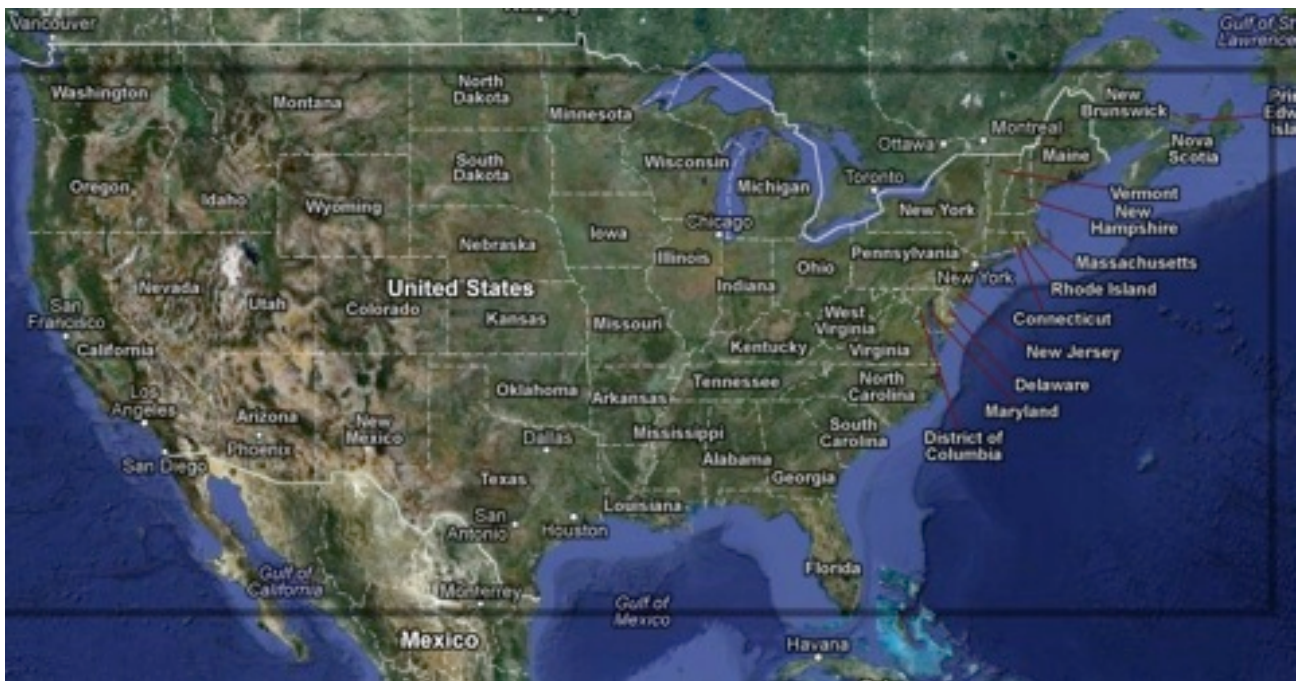 Vancouver
Gulf of
Lawrence
Washington
Montana
North
Dakota
Minnesota
New
Brunswick
Montreal
Ottawa
Nova
Scotia
Maine
South
Dakota
Wisconsin
Michigan
Toronto
Oregon
Idaho
Wyoming
Vermont
New
Hampshire
New York
Chicago
Iowa
Nebraska
Illinois
Pennsylvania
Ohio
Massachusetts
New York
Indiana
Nevada
Utah
United States
Rhode Island
Colorado
Kansas
Missouri
West
Virginia
Connecticut
San
Francisco
California
Kentucky
Virginia
New Jersey
Tennessee
North
Carolina
Delaware
Oklahoma
Arkansas
Los
Angeles
Arizona
New
Mexico
Maryland
Phoenix
Dallas
Mississippi
South
Carolina
District of
Columbia
San Diego
Alabama
Georgia
Texas
Louisiana
San
Antonio
Houston
Florida
Gulf of
California
Monterrey
Gulf of
Mexico
Mexico
Havana